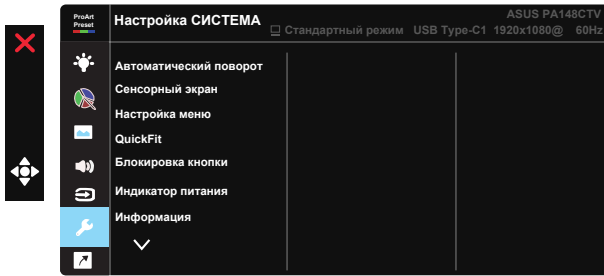 ProArt
Preset
Настройка СИСТЕМА
ASUS PA148CTV
Стандартный режим USB Type-C1 1920x1080@ 60Hz
Автоматический поворот
Сенсорный экран
Настройка меню
QuickFit
Блокировка кнопки
Индикатор питания
Информация